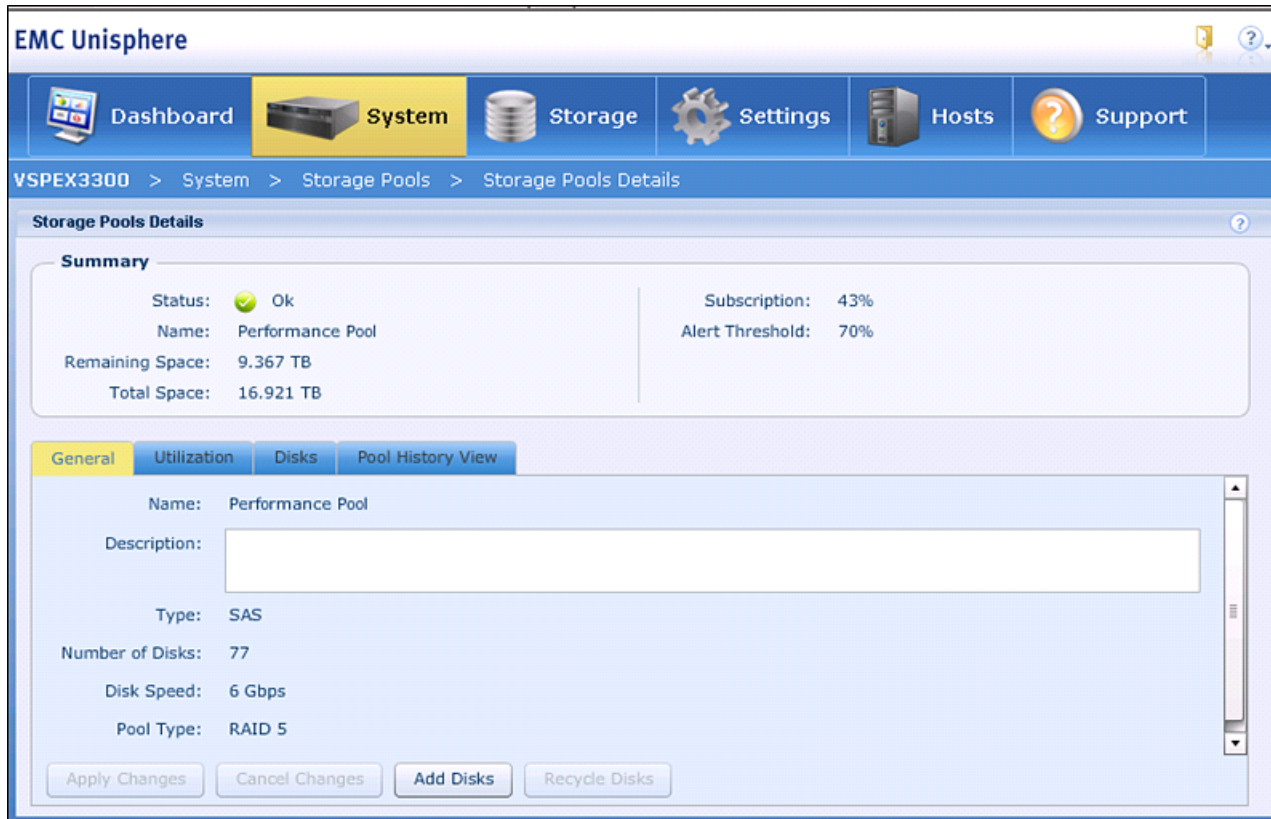 EMC Unisphere
Dashboard System Storage Settings Hosts Support
VSPEX3300 > System > Storage Pools > Storage Pools Details
Storage Pools Details
Summary
Status: Ok
Name: Performance Pool
Remaining Space: 9.367 TB
Total Space: 16.921 TB
Subscription: 43%
Alert Threshold: 70%
General Utilization Disks Pool History View
Name: Performance Pool
Description:
Type: SAS
Number of Disks: 77
Disk Speed: 6 Gbps
Pool Type: RAID 5
Apply Changes Cancel Changes Add Disks Recycle Disks